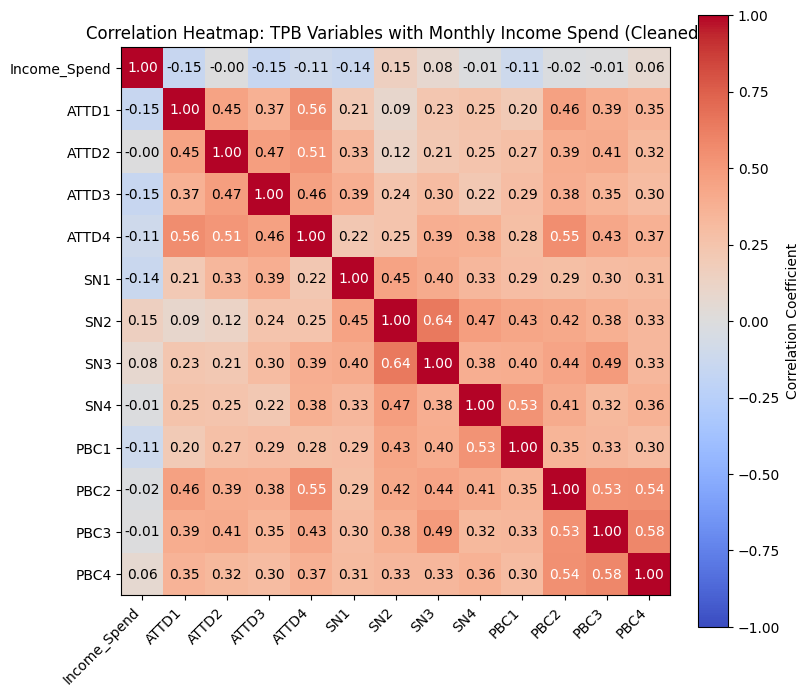 Correlation Heatmap: TPB Variables with Monthly Income Spend (Cleaned
Income_Spend 1.00 -0.15 -0.00 -0.15 -0.11 -0.14 0.15 0.08 -0.01 -0.11 -0.02 -0.01 0.06
ATTD1 -0.15 1.00 0.45 0.37 0.56 0.21 0.09 0.23 0.25 0.20 0.46 0.39 0.35
ATTD2 -0.00 0.45 1.00 0.47 0.51 0.33 0.12 0.21 0.25 0.27 0.39 0.41 0.32
ATTD3 -0.15 0.37 0.47 1.00 0.46 0.39 0.24 0.30 0.22 0.29 0.38 0.35 0.30
ATTD4 -0.11 0.56 0.51 0.46 1.00 0.22 0.25 0.39 0.38 0.28 0.55 0.43 0.37
SN1 -0.14 0.21 0.33 0.39 0.22 1.00 0.45 0.40 0.33 0.29 0.29 0.30 0.31
SN2 0.15 0.09 0.12 0.24 0.25 0.45 1.00 0.64 0.47 0.43 0.42 0.38 0.33
SN3 0.08 0.23 0.21 0.30 0.39 0.40 0.64 1.00 0.38 0.40 0.44 0.49 0.33
SN4 -0.01 0.25 0.25 0.22 0.38 0.33 0.47 0.38 1.00 0.53 0.41 0.32 0.36
PBC1 -0.11 0.20 0.27 0.29 0.28 0.29 0.43 0.40 0.53 1.00 0.35 0.33 0.30
PBC2 -0.02 0.46 0.39 0.38 0.55 0.29 0.42 0.44 0.41 0.35 1.00 0.53 0.54
PBC3 -0.01 0.39 0.41 0.35 0.43 0.30 0.38 0.49 0.32 0.33 0.53 1.00 0.58
PBC4 0.06 0.35 0.32 0.30 0.37 0.31 0.33 0.33 0.36 0.30 0.54 0.58 1.00
Income_Spend ATTD1 ATTD2 ATTD3 ATTD4 SN1 SN2 SN3 SN4 PBC1 PBC2 PBC3 PBC4
1.00
0.75
0.50
0.25
0.00
−0.25
−0.50
−0.75
−1.00
Correlation Coefficient